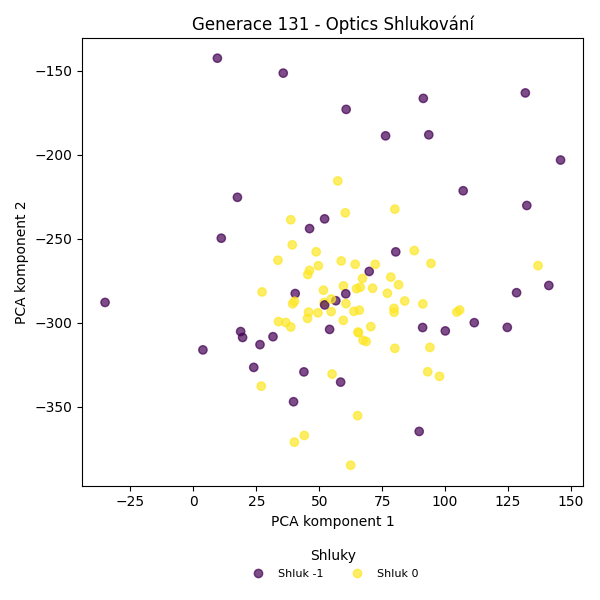 Generace 131 - Optics Shlukování
−150
−200
−250
−300
−350
PCA komponent 2
−25
0
25
50
75
100
125
150
PCA komponent 1
Shluky
Shluk -1
Shluk 0